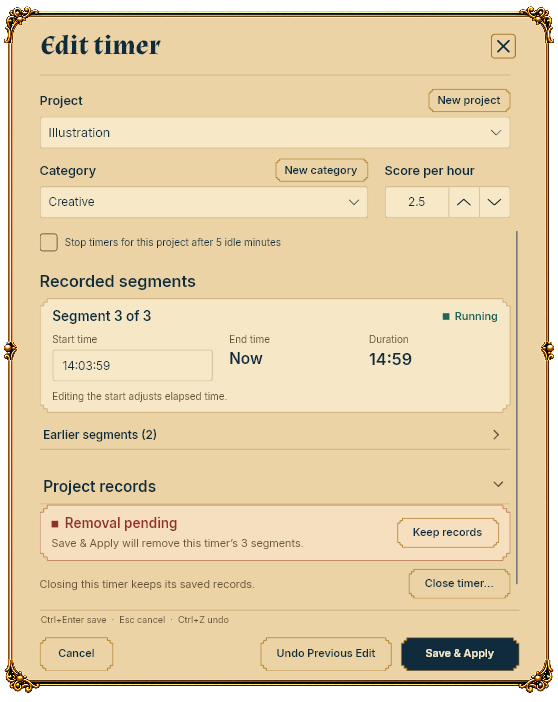 Edit timer
Project
New project
Illustration
Category
New category
Score per hour
Creative
2.5
Stop timers for this project after 5 idle minutes
Recorded segments
Segment 3 of 3
Running
Start time
End time
Duration
14:03:59
Now
14:59
Editing the start adjusts elapsed time.
Earlier segments (2)
Project records
Removal pending
Save & Apply will remove this timer’s 3 segments.
Keep records
Closing this timer keeps its saved records.
Close timer...
Ctrl+Enter save · Esc cancel · Ctrl+Z undo
Cancel
Undo Previous Edit
Save & Apply